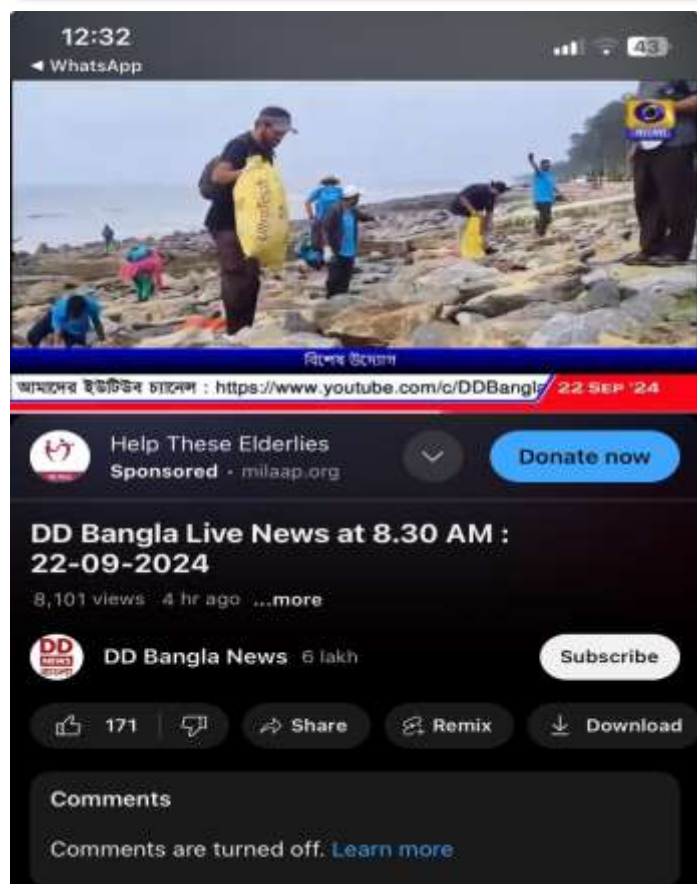 12:32
43
◄ WhatsApp
UltraTech
বাংলা
বিশেষ উদ্যোগ
আমাদের ইউটিউব চ্যানেল : https://www.youtube.com/c/DDBangla
22 SEP '24
Help These Elderlies
Sponsored · milaap.org
Donate now
DD Bangla Live News at 8.30 AM :
22-09-2024
8,101 views 4 hr ago ...more
DD
NEWS
বাংলা
DD Bangla News 6 lakh
Subscribe
171
Share
Remix
Download
Comments
Comments are turned off. Learn more